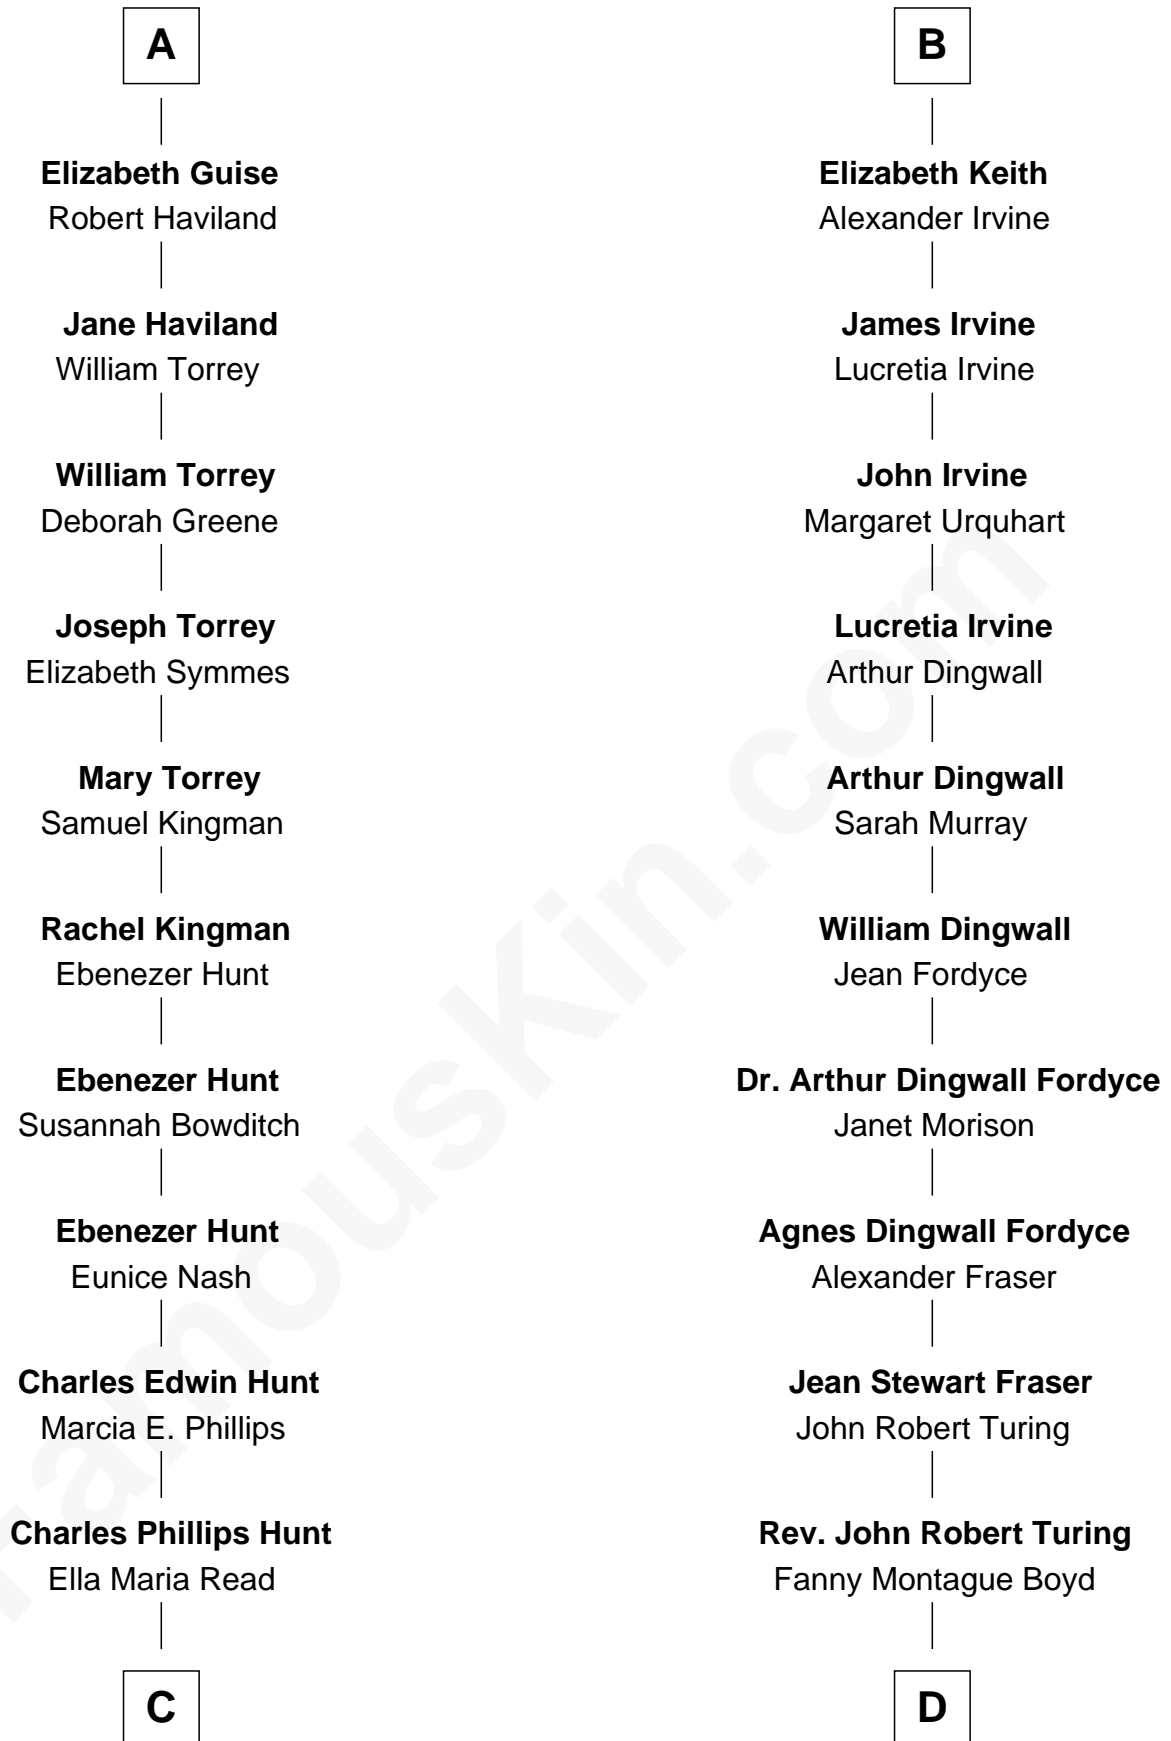 A
Elizabeth Guise
Robert Haviland
Jane Haviland
William Torrey
William Torrey
Deborah Greene
Joseph Torrey
Elizabeth Symmes
Mary Torrey
Samuel Kingman
Rachel Kingman
Ebenezer Hunt
Ebenezer Hunt
Susannah Bowditch
Ebenezer Hunt
Eunice Nash
Charles Edwin Hunt
Marcia E. Phillips
Charles Phillips Hunt
Ella Maria Read
C
B
Elizabeth Keith
Alexander Irvine
James Irvine
Lucretia Irvine
John Irvine
Margaret Urquhart
Lucretia Irvine
Arthur Dingwall
Arthur Dingwall
Sarah Murray
William Dingwall
Jean Fordyce
Dr. Arthur Dingwall Fordyce
Janet Morison
Agnes Dingwall Fordyce
Alexander Fraser
Jean Stewart Fraser
John Robert Turing
Rev. John Robert Turing
Fanny Montague Boyd
D
FamousKin.com